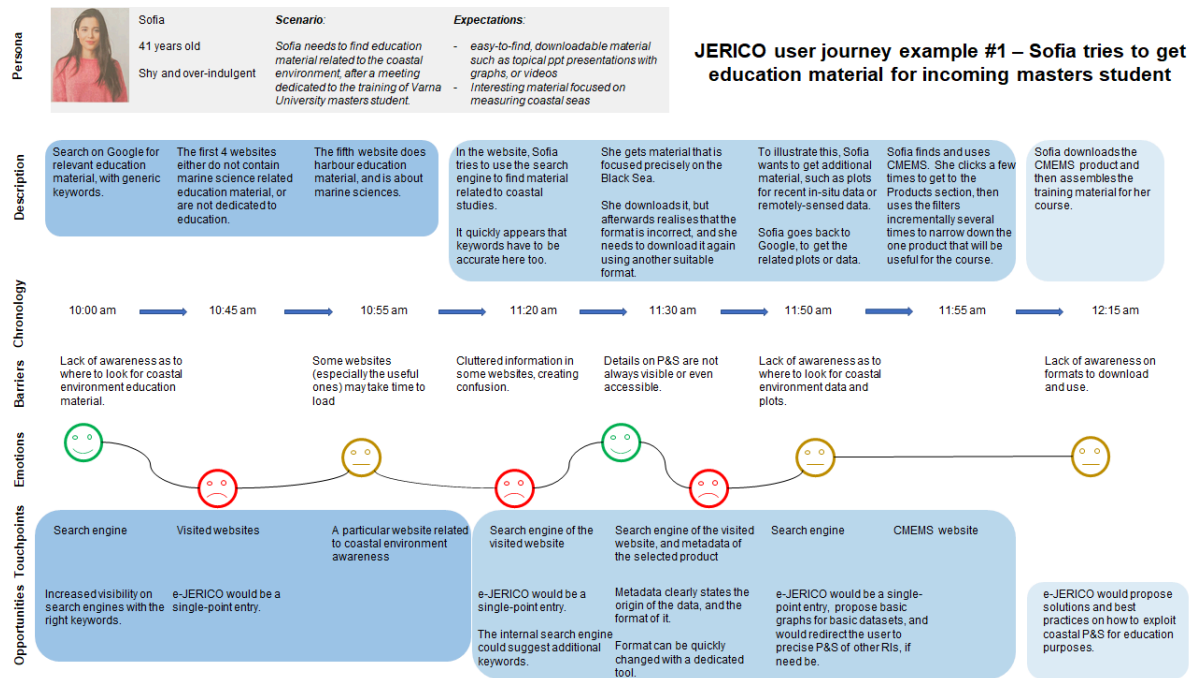 Persona
Sofia
41 years old
Shy and over-indulgent
Scenario:
Sofia needs to find education
material related to the coastal
environment, after a meeting
dedicated to the training of Varna
University masters student.
Expectations:
- easy-to-find, downloadable material
such as topical ppt presentations with
graphs, or videos
- Interesting material focused on
measuring coastal seas
JERICO user journey example #1 – Sofia tries to get
education material for incoming masters student
Description
Search on Google for
relevant education
material, with generic
keywords.
The first 4 websites
either do not contain
marine science related
education material, or
are not dedicated to
education.
The fifth website does
harbour education
material, and is about
marine sciences.
In the website, Sofia
tries to use the search
engine to find material
related to coastal
studies.
It quickly appears that
keywords have to be
accurate here too.
She gets material that is
focused precisely on the
Black Sea.
She downloads it, but
afterwards realises that the
format is incorrect, and she
needs to download it again
using another suitable
format.
To illustrate this, Sofia
wants to get additional
material, such as plots
for recent in-situ data or
remotely-sensed data.
Sofia goes back to
Google, to get the
related plots or data.
Sofia finds and uses
CMEMS. She clicks a few
times to get to the
Products section, then
uses the filters
incrementally several
times to narrow down the
one product that will be
useful for the course.
Sofia downloads the
CMEMS product and
then assembles the
training material for her
course.
Chronology
10:00 am
10:45 am
10:55 am
11:20 am
11:30 am
11:50 am
11:55 am
12:15 am
Barriers
Lack of awareness as to
where to look for coastal
environment education
material.
Some websites
(especially the useful
ones) may take time to
load
Cluttered information in
some websites, creating
confusion.
Details on P&S are not
always visible or even
accessible.
Lack of awareness as to
where to look for coastal
environment data and
plots.
Lack of awareness on
formats to download
and use.
Emotions
Touchpoints
Search engine
Visited websites
A particular website related
to coastal environment
awareness
Search engine of the
visited website
Search engine of the visited
website, and metadata of
the selected product
Search engine
CMEMS website
Opportunities
Increased visibility on
search engines with the
right keywords.
e-JERICO would be a
single-point entry.
e-JERICO would be a
single-point entry.
The internal search engine
could suggest additional
keywords.
Metadata clearly states the
origin of the data, and the
format of it.
Format can be quickly
changed with a dedicated
tool.
e-JERICO would be a single-
point entry, propose basic
graphs for basic datasets, and
would redirect the user to
precise P&S of other RIs, if
need be.
e-JERICO would propose
solutions and best
practices on how to exploit
coastal P&S for education
purposes.